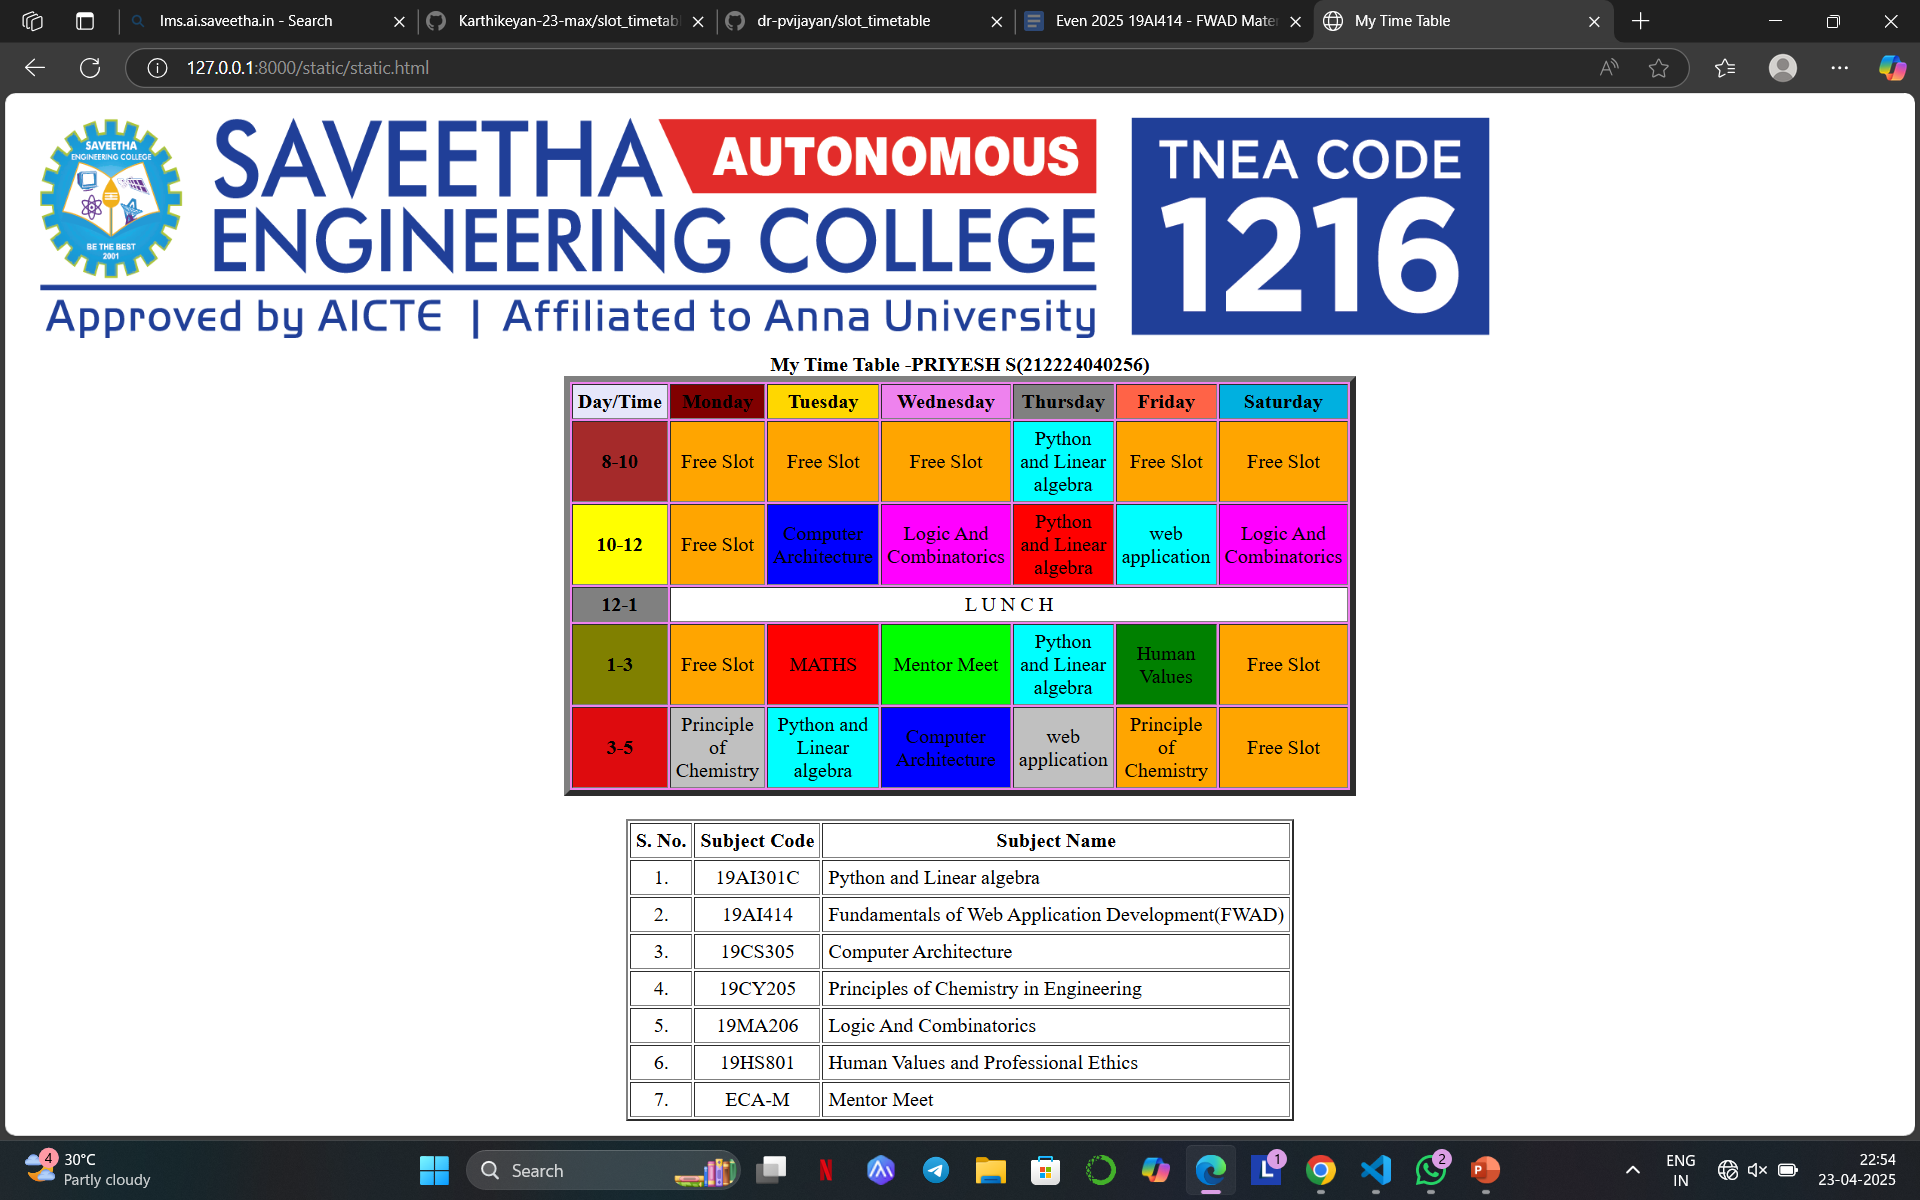 lms.ai.saveetha.in - Search
Karthikeyan-23-max/slot_timetab
dr-pvijayan/slot_timetable
Even 2025 19AI414 - FWAD Mater
My Time Table
127.0.0.1:8000/static/static.html
SAVEETHA
ENGINEERING COLLEGE
BE THE BEST
2001
SAVEETHA AUTONOMOUS
ENGINEERING COLLEGE
Approved by AICTE | Affiliated to Anna University
TNEA CODE
1216
My Time Table -PRIYESH S(212224040256)
Day/Time Monday Tuesday Wednesday Thursday Friday Saturday
8-10 Free Slot Free Slot Free Slot Python and Linear algebra Free Slot Free Slot
10-12 Free Slot Computer Architecture Logic And Combinatorics Python and Linear algebra web application Logic And Combinatorics
12-1 L U N C H
1-3 Free Slot MATHS Mentor Meet Python and Linear algebra Human Values Free Slot
3-5 Principle of Chemistry Python and Linear algebra Computer Architecture web application Principle of Chemistry Free Slot
S. No. Subject Code Subject Name
1. 19AI301C Python and Linear algebra
2. 19AI414 Fundamentals of Web Application Development(FWAD)
3. 19CS305 Computer Architecture
4. 19CY205 Principles of Chemistry in Engineering
5. 19MA206 Logic And Combinatorics
6. 19HS801 Human Values and Professional Ethics
7. ECA-M Mentor Meet
4
30°C
Partly cloudy
Search
N
L
1
2
P
ENG
IN
22:54
23-04-2025